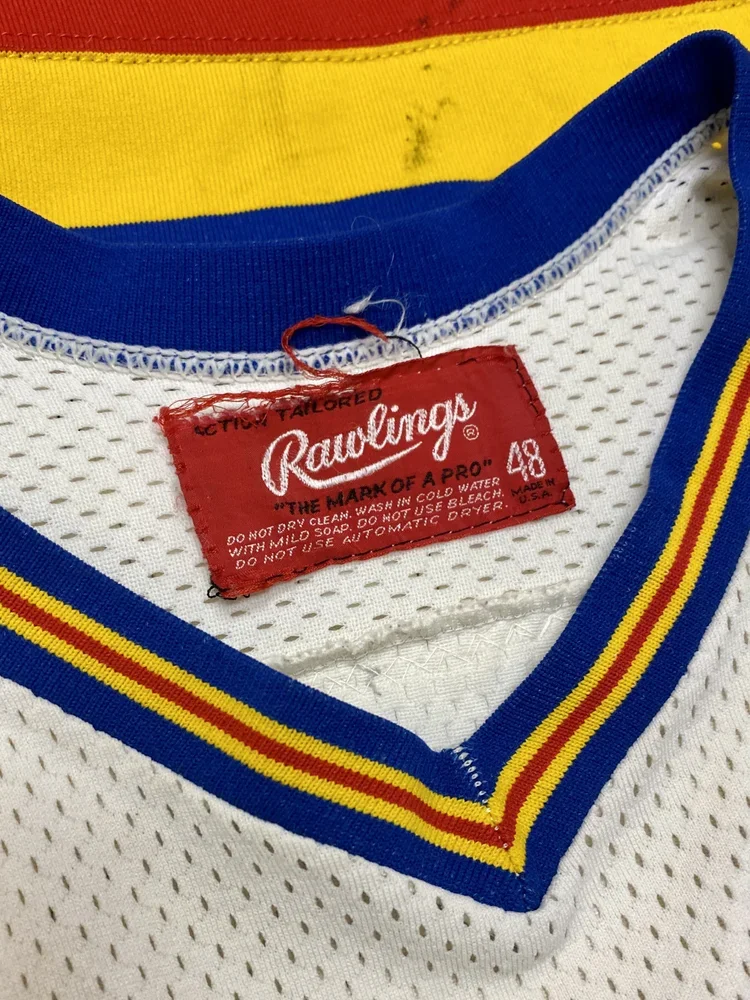 ACTION TAILORED
Rawlings®
"THE MARK OF A PRO"
48
MADE IN
U.S.A.
DO NOT DRY CLEAN. WASH IN COLD WATER
WITH MILD SOAP. DO NOT USE BLEACH.
DO NOT USE AUTOMATIC DRYER.